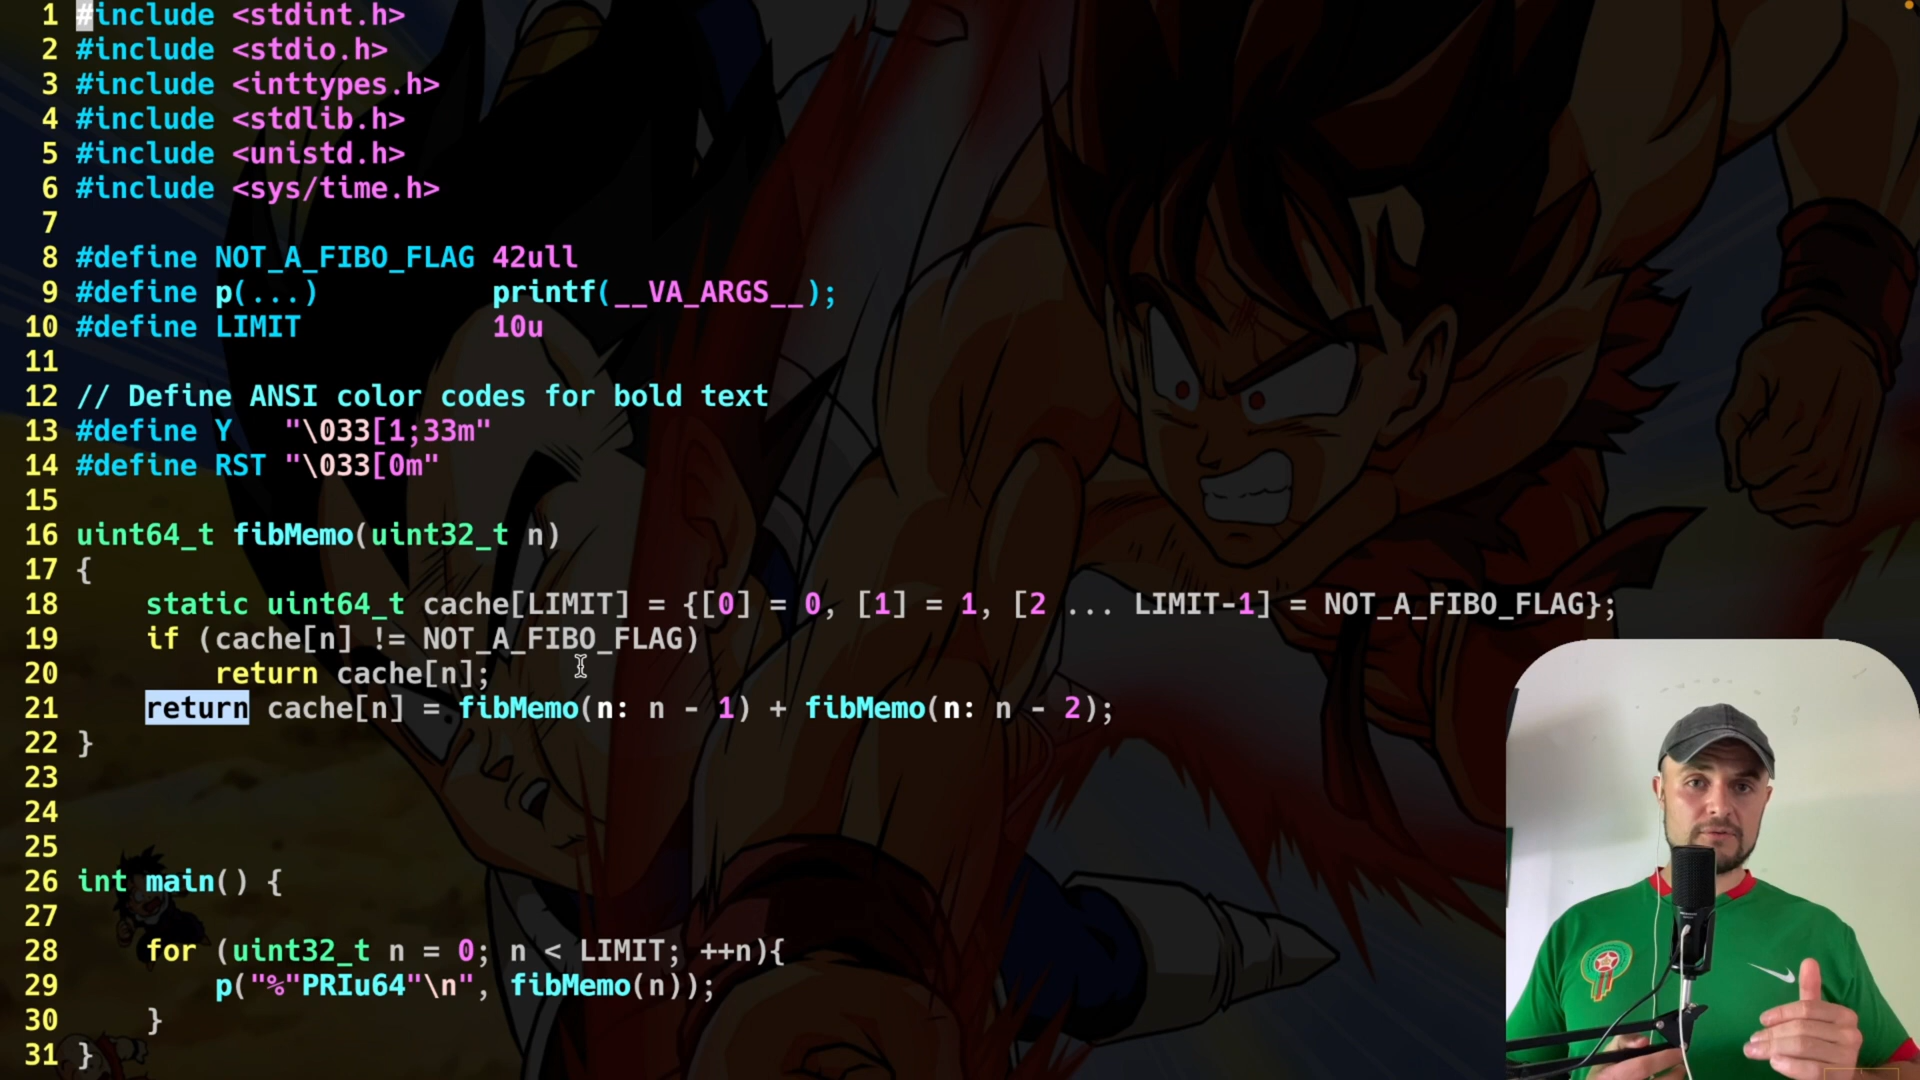 1 #include <stdint.h>
2 #include <stdio.h>
3 #include <inttypes.h>
4 #include <stdlib.h>
5 #include <unistd.h>
6 #include <sys/time.h>
7
8 #define NOT_A_FIBO_FLAG 42ull
9 #define p(...)          printf(__VA_ARGS__);
10 #define LIMIT           10u
11
12 // Define ANSI color codes for bold text
13 #define Y   "\033[1;33m"
14 #define RST "\033[0m"
15
16 uint64_t fibMemo(uint32_t n)
17 {
18     static uint64_t cache[LIMIT] = {[0] = 0, [1] = 1, [2 ... LIMIT-1] = NOT_A_FIBO_FLAG};
19     if (cache[n] != NOT_A_FIBO_FLAG)
20         return cache[n];
21     return cache[n] = fibMemo(n: n - 1) + fibMemo(n: n - 2);
22 }
23
24
25
26 int main() {
27
28     for (uint32_t n = 0; n < LIMIT; ++n){
29         p("%"PRIu64"\n", fibMemo(n));
30     }
31 }